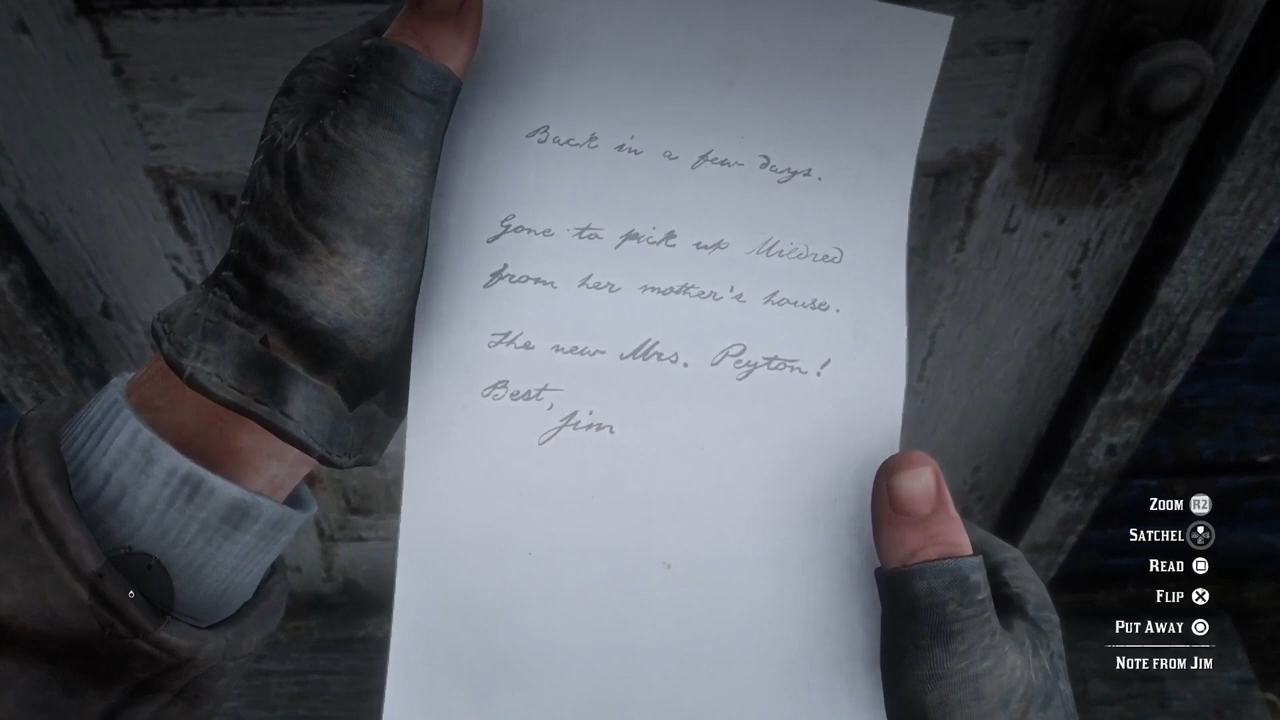 Back in a few days.
Gone to pick up Mildred
from her mother's house.
The new Mrs. Peyton!
Best,
Jim
Zoom R2
Satchel
Read
Flip
Put Away
Note from Jim